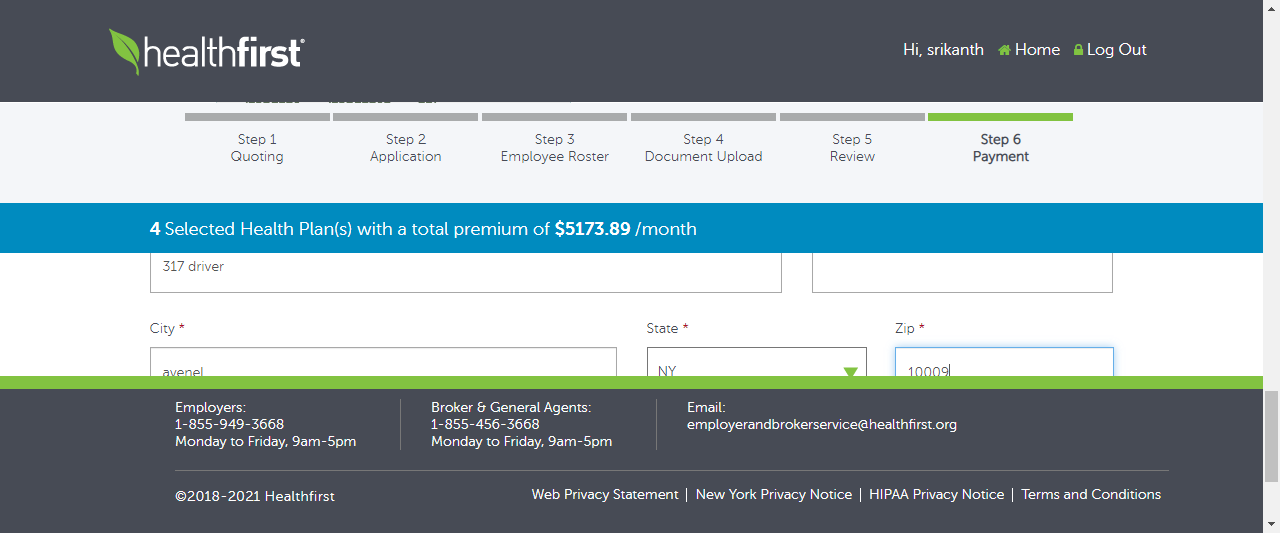 healthfirst
Hi, srikanth Home Log Out
Step 1 Step 2 Step 3 Step 4 Step 5 Step 6
Quoting Application Employee Roster Document Upload Review Payment
4 Selected Health Plan(s) with a total premium of $5173.89 /month
317 driver
City * State * Zip *
avenel NY 10009
Employers: Broker & General Agents: Email:
1-855-949-3668 1-855-456-3668 employerandbrokerservice@healthfirst.org
Monday to Friday, 9am-5pm Monday to Friday, 9am-5pm
©2018-2021 Healthfirst Web Privacy Statement | New York Privacy Notice | HIPAA Privacy Notice | Terms and Conditions